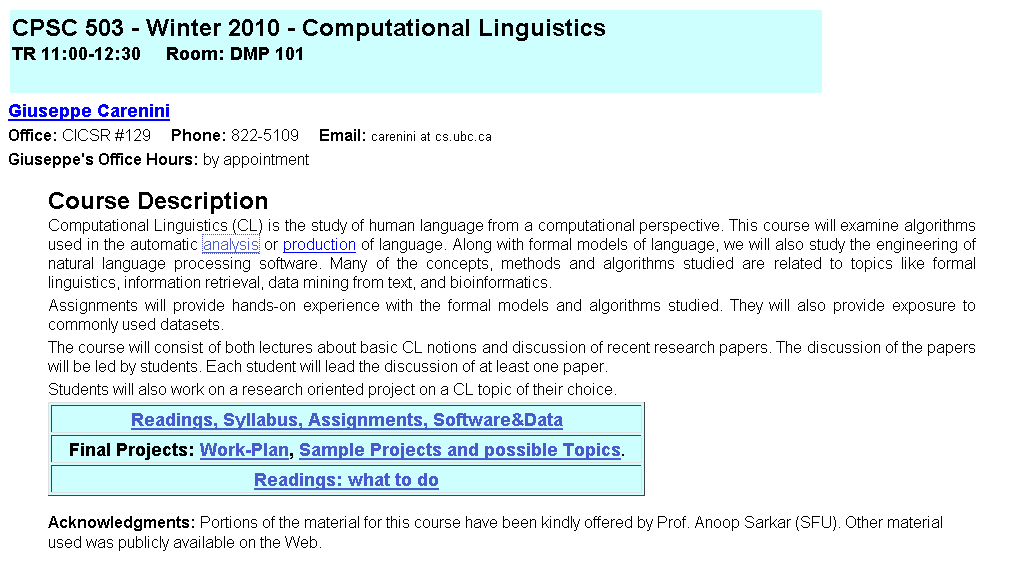 CPSC 503 - Winter 2010 - Computational Linguistics
TR 11:00-12:30 Room: DMP 101
Giuseppe Carenini
Office: CICSR #129 Phone: 822-5109 Email: carenini at cs.ubc.ca
Giuseppe's Office Hours: by appointment
Course Description
Computational Linguistics (CL) is the study of human language from a computational perspective. This course will examine algorithms
used in the automatic analysis or production of language. Along with formal models of language, we will also study the engineering of
natural language processing software. Many of the concepts, methods and algorithms studied are related to topics like formal
linguistics, information retrieval, data mining from text, and bioinformatics.
Assignments will provide hands-on experience with the formal models and algorithms studied. They will also provide exposure to
commonly used datasets.
The course will consist of both lectures about basic CL notions and discussion of recent research papers. The discussion of the papers
will be led by students. Each student will lead the discussion of at least one paper.
Students will also work on a research oriented project on a CL topic of their choice.
Readings, Syllabus, Assignments, Software&Data
Final Projects: Work-Plan, Sample Projects and possible Topics.
Readings: what to do
Acknowledgments: Portions of the material for this course have been kindly offered by Prof. Anoop Sarkar (SFU). Other material
used was publicly available on the Web.